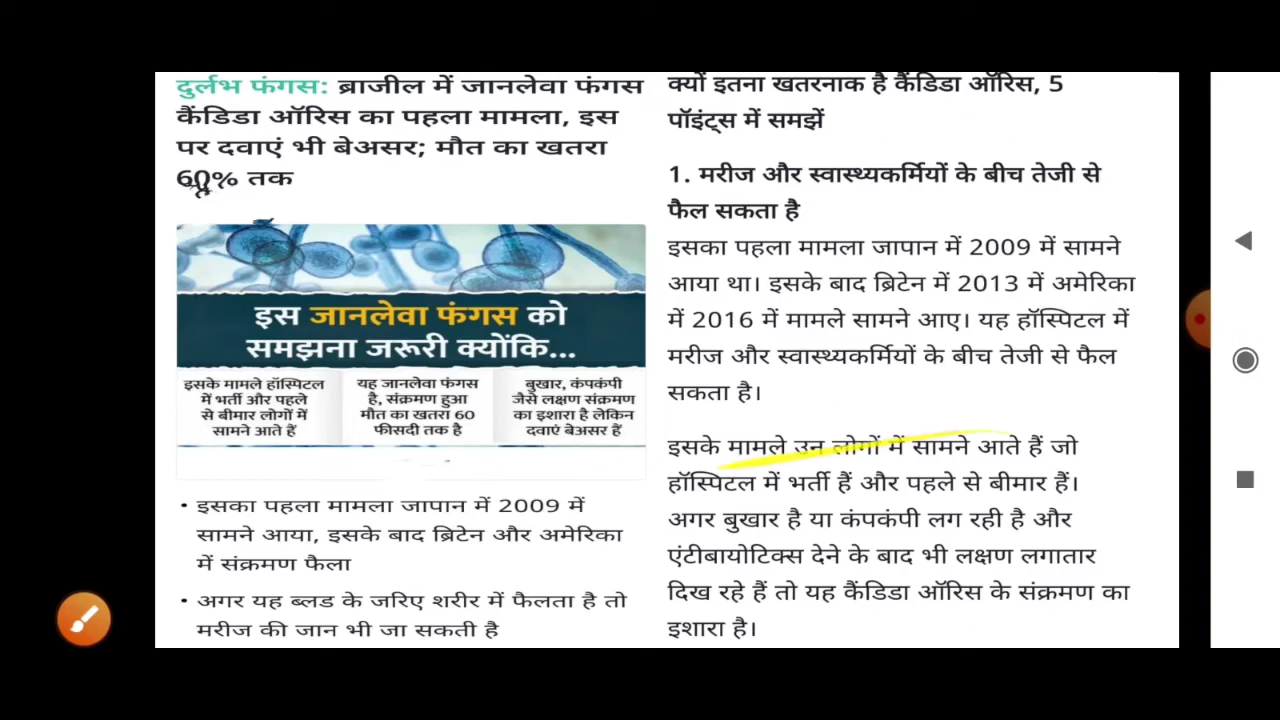 दुर्लभ फंगस: ब्राजील में जानलेवा फंगस
कैंडिडा ऑरिस का पहला मामला, इस
पर दवाएं भी बेअसर; मौत का खतरा
60% तक
इस जानलेवा फंगस को
समझना जरूरी क्योंकि...
इसके मामले हॉस्पिटल
में भर्ती और पहले
से बीमार लोगों में
सामने आते हैं
यह जानलेवा फंगस
है, संक्रमण हुआ
मौत का खतरा 60
फीसदी तक है
बुखार, कंपकंपी
जैसे लक्षण संक्रमण
का इशारा है लेकिन
दवाएं बेअसर हैं
• इसका पहला मामला जापान में 2009 में
सामने आया, इसके बाद ब्रिटेन और अमेरिका
में संक्रमण फैला
• अगर यह ब्लड के जरिए शरीर में फैलता है तो
मरीज की जान भी जा सकती है
क्यों इतना खतरनाक है कैंडिडा ऑरिस, 5
पॉइंट्स में समझें
1. मरीज और स्वास्थ्यकर्मियों के बीच तेजी से
फैल सकता है
इसका पहला मामला जापान में 2009 में सामने
आया था। इसके बाद ब्रिटेन में 2013 में अमेरिका
में 2016 में मामले सामने आए। यह हॉस्पिटल में
मरीज और स्वास्थ्यकर्मियों के बीच तेजी से फैल
सकता है।
इसके मामले उन लोगों में सामने आते हैं जो
हॉस्पिटल में भर्ती हैं और पहले से बीमार हैं।
अगर बुखार है या कंपकंपी लग रही है और
एंटीबायोटिक्स देने के बाद भी लक्षण लगातार
दिख रहे हैं तो यह कैंडिडा ऑरिस के संक्रमण का
इशारा है।